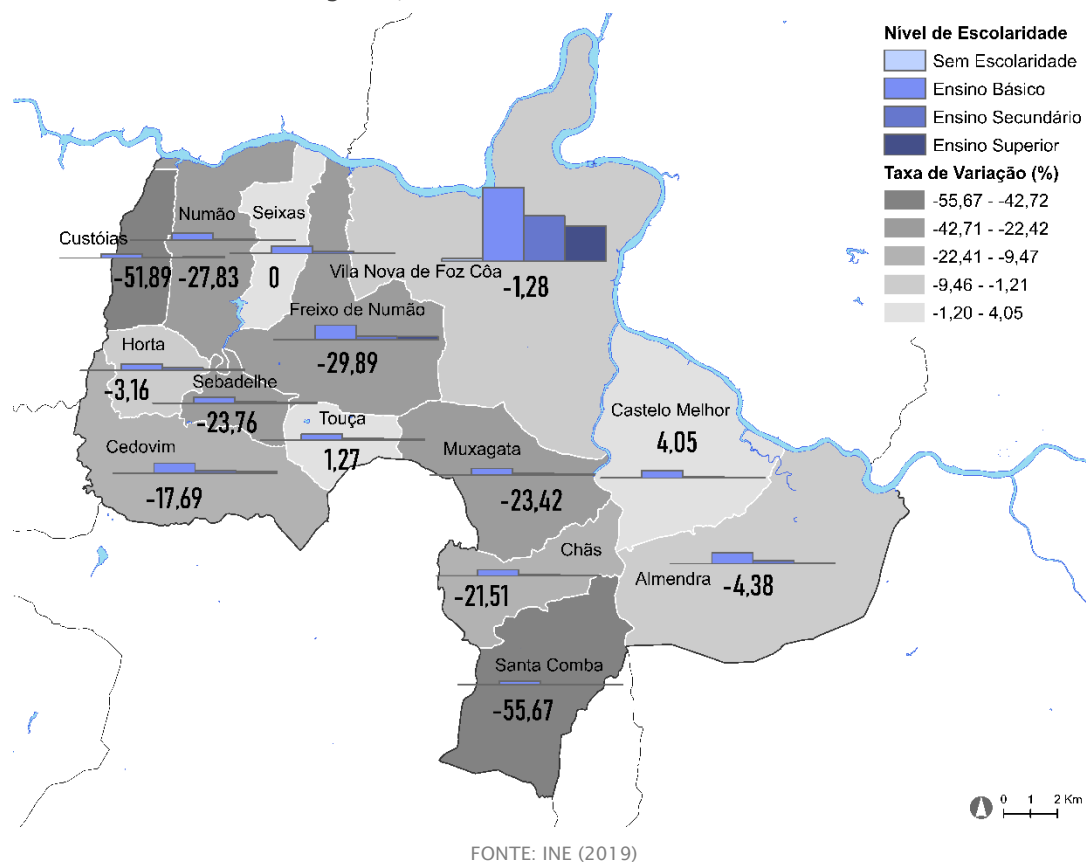 Nível de Escolaridade
Sem Escolaridade
Ensino Básico
Ensino Secundário
Ensino Superior
Taxa de Variação (%)
-55,67 - -42,72
-42,71 - -22,42
-22,41 - -9,47
-9,46 - -1,21
-1,20 - 4,05
Numão
-27,83
Seixas
0
Custóias
-51,89
Vila Nova de Foz Côa
-1,28
Freixo de Numão
-29,89
Horta
-3,16
Sebadelhe
-23,76
Touça
1,27
Castelo Melhor
4,05
Cedovim
-17,69
Muxagata
-23,42
Chãs
-21,51
Almendra
-4,38
Santa Comba
-55,67
0 1 2 Km
FONTE: INE (2019)